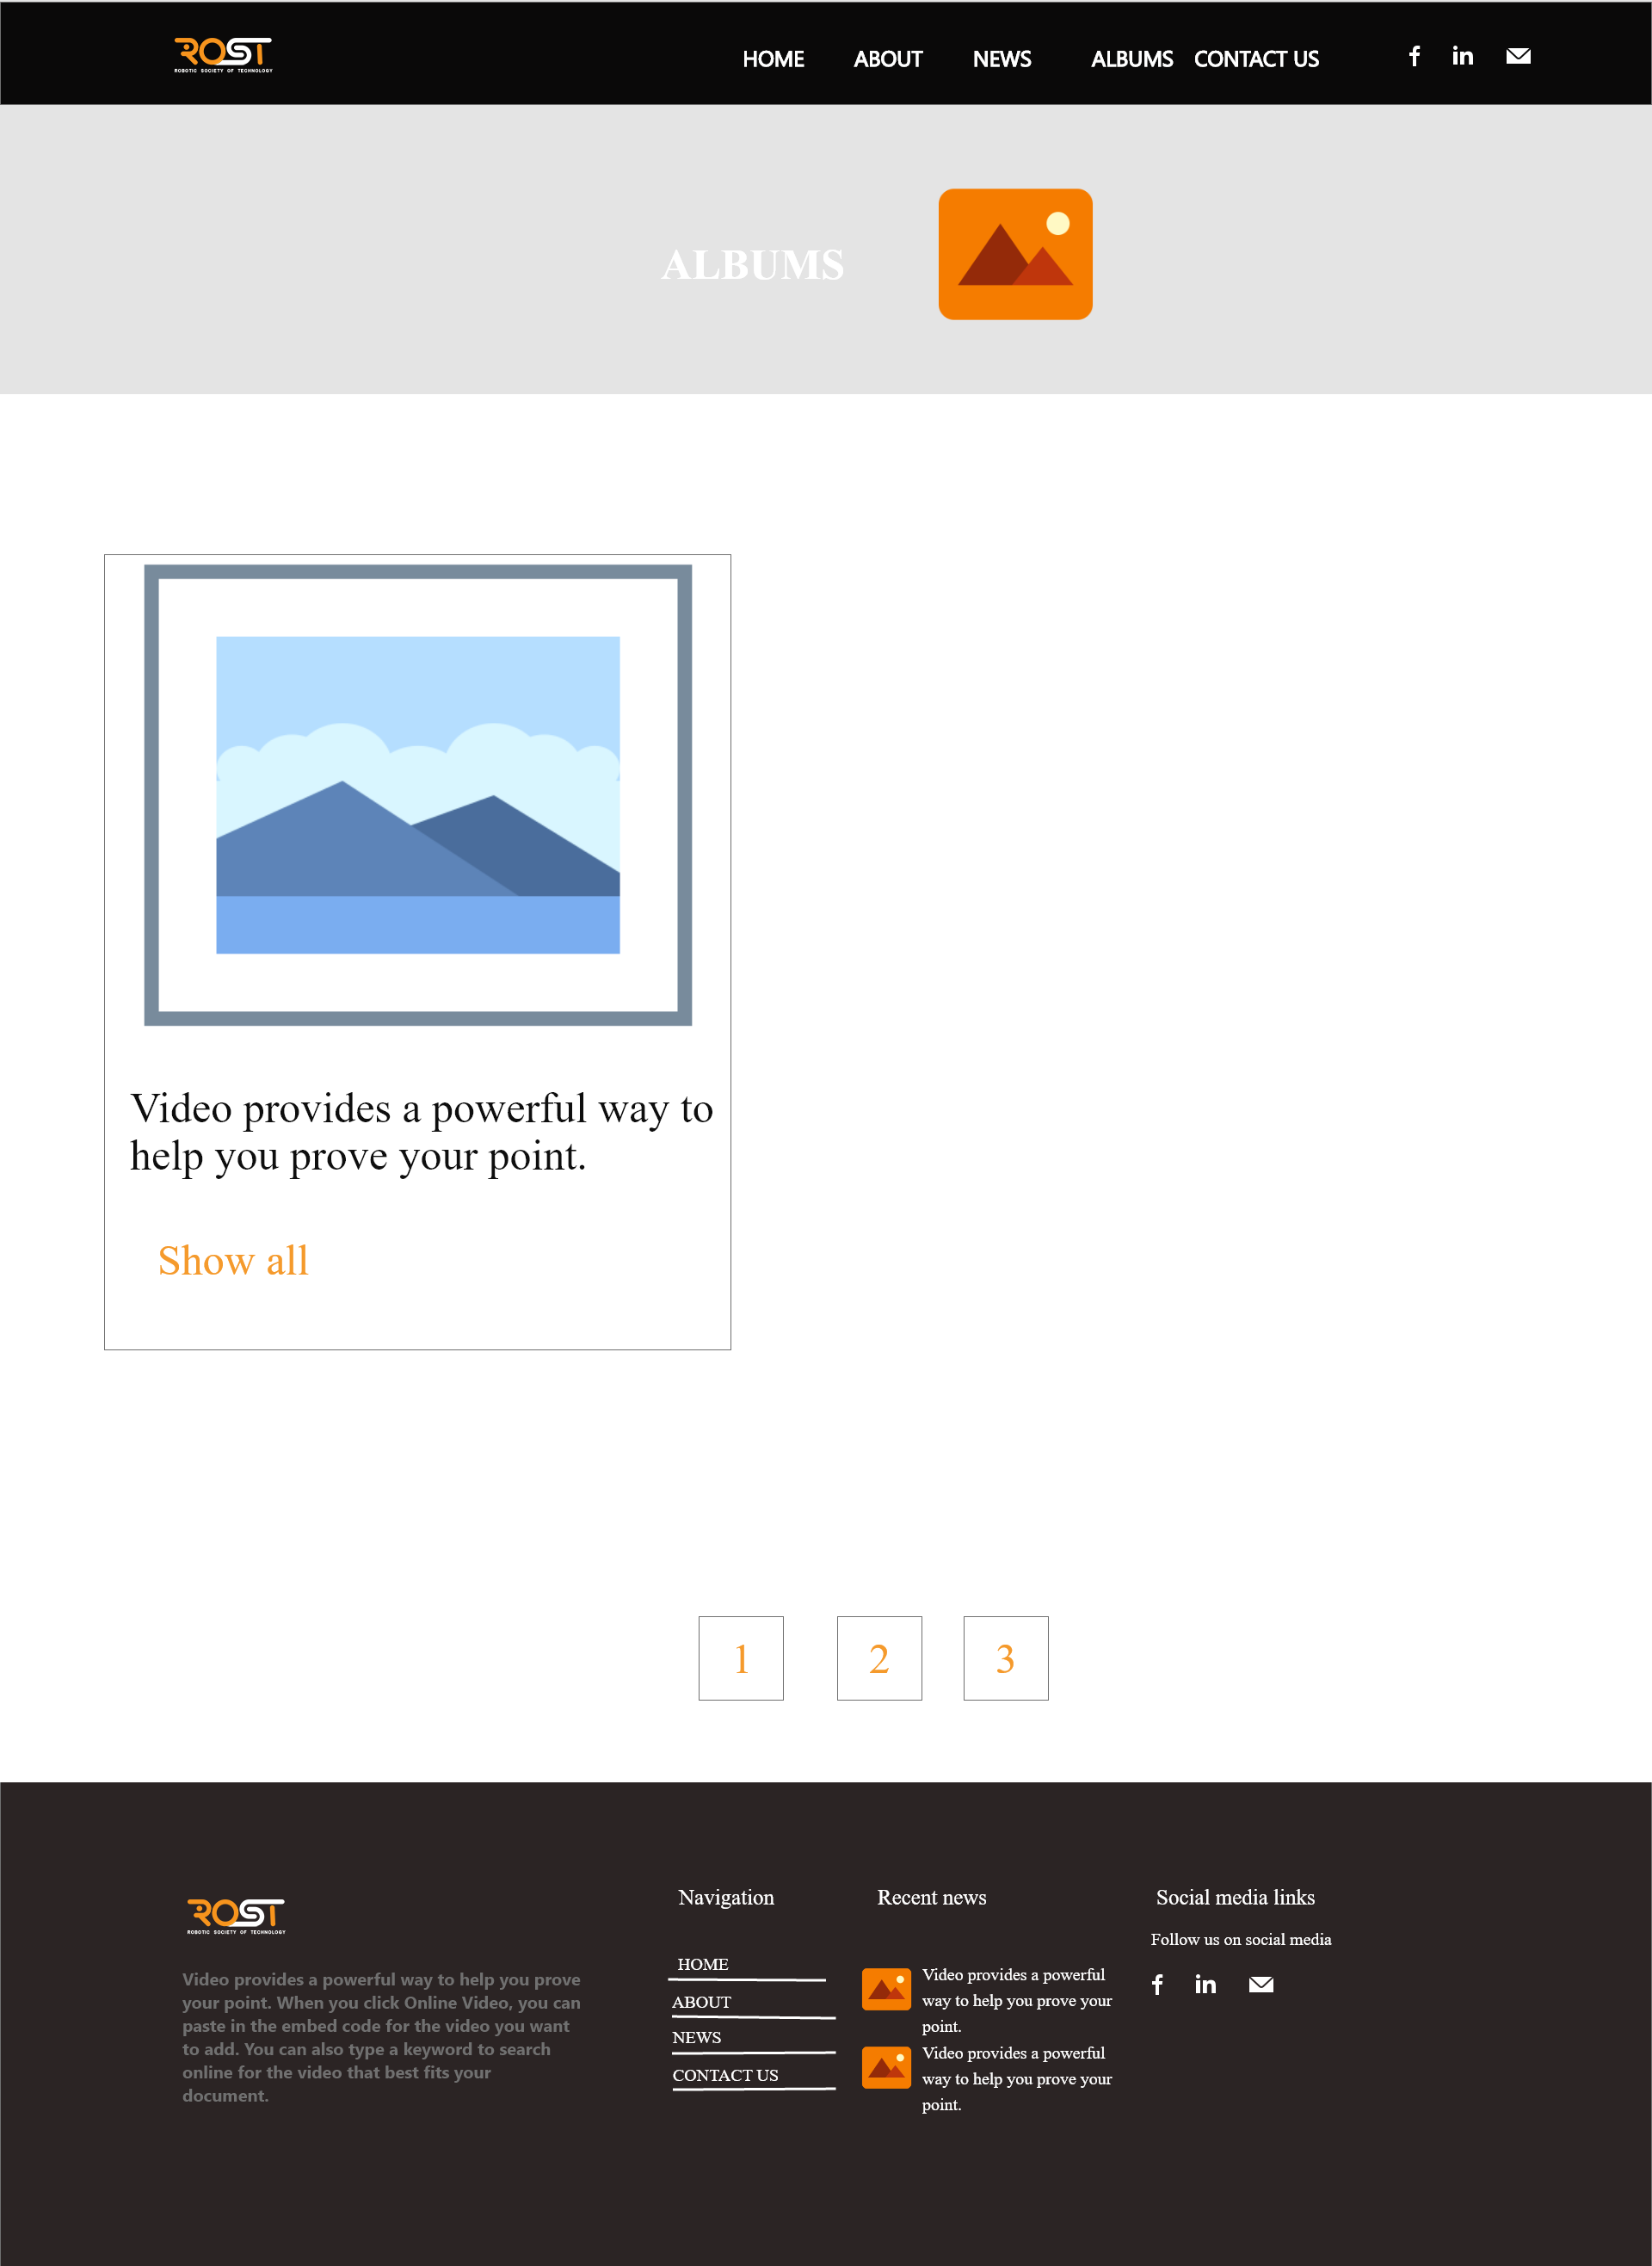 ROST
ROBOTIC SOCIETY OF TECHNOLOGY
HOME ABOUT NEWS ALBUMS CONTACT US f in
ALBUMS
Video provides a powerful way to
help you prove your point.
Show all
1 2 3
ROST
ROBOTIC SOCIETY OF TECHNOLOGY
Video provides a powerful way to help you prove
your point. When you click Online Video, you can
paste in the embed code for the video you want
to add. You can also type a keyword to search
online for the video that best fits your
document.
Navigation
HOME
ABOUT
NEWS
CONTACT US
Recent news
Video provides a powerful
way to help you prove your
point.
Video provides a powerful
way to help you prove your
point.
Social media links
Follow us on social media
f in